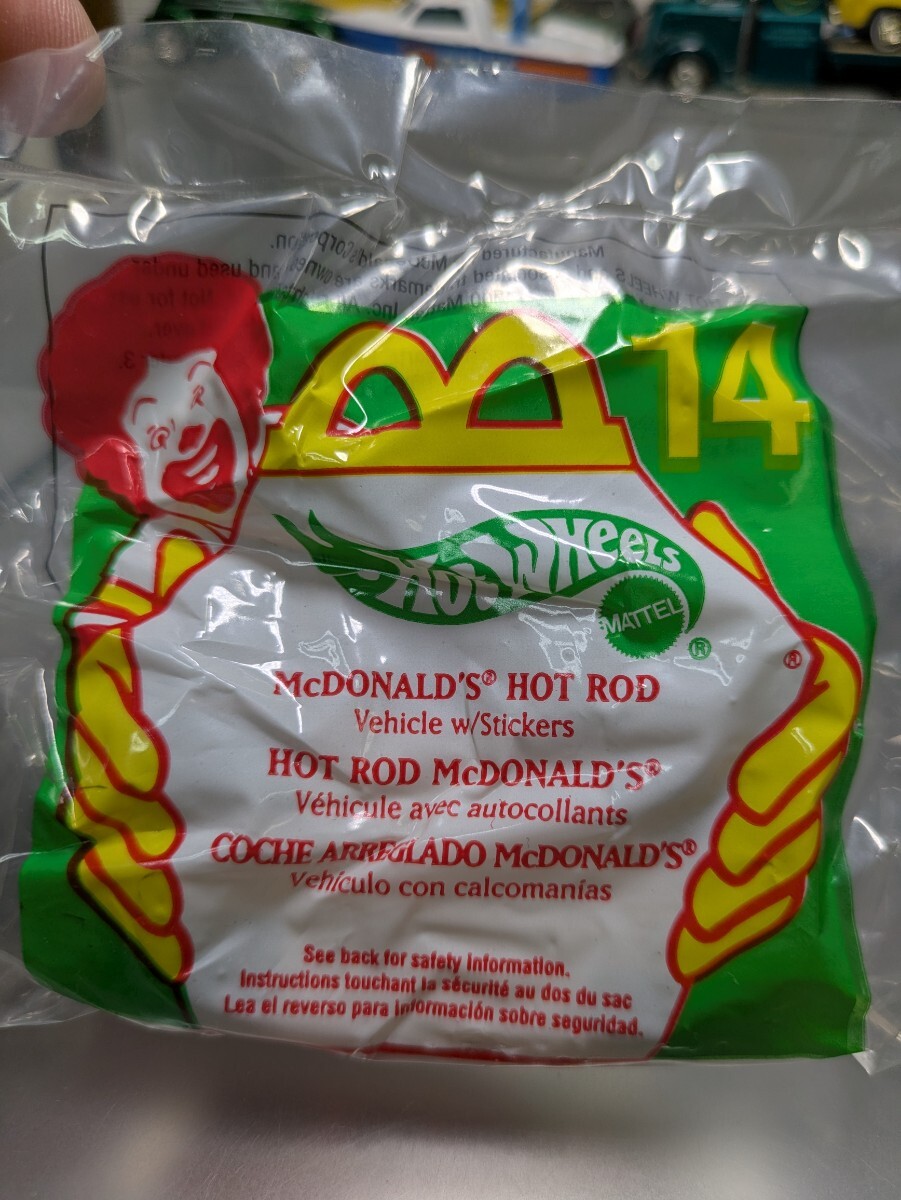 14
Hot Wheels
MATTEL
®
®
McDONALD'S® HOT ROD
Vehicle w/Stickers
HOT ROD McDONALD'S®
Véhicule avec autocollants
COCHE ARREGLADO McDONALD'S®
Vehículo con calcomanías
See back for safety information.
Instructions touchant la sécurité au dos du sac
Lea el reverso para información sobre seguridad.